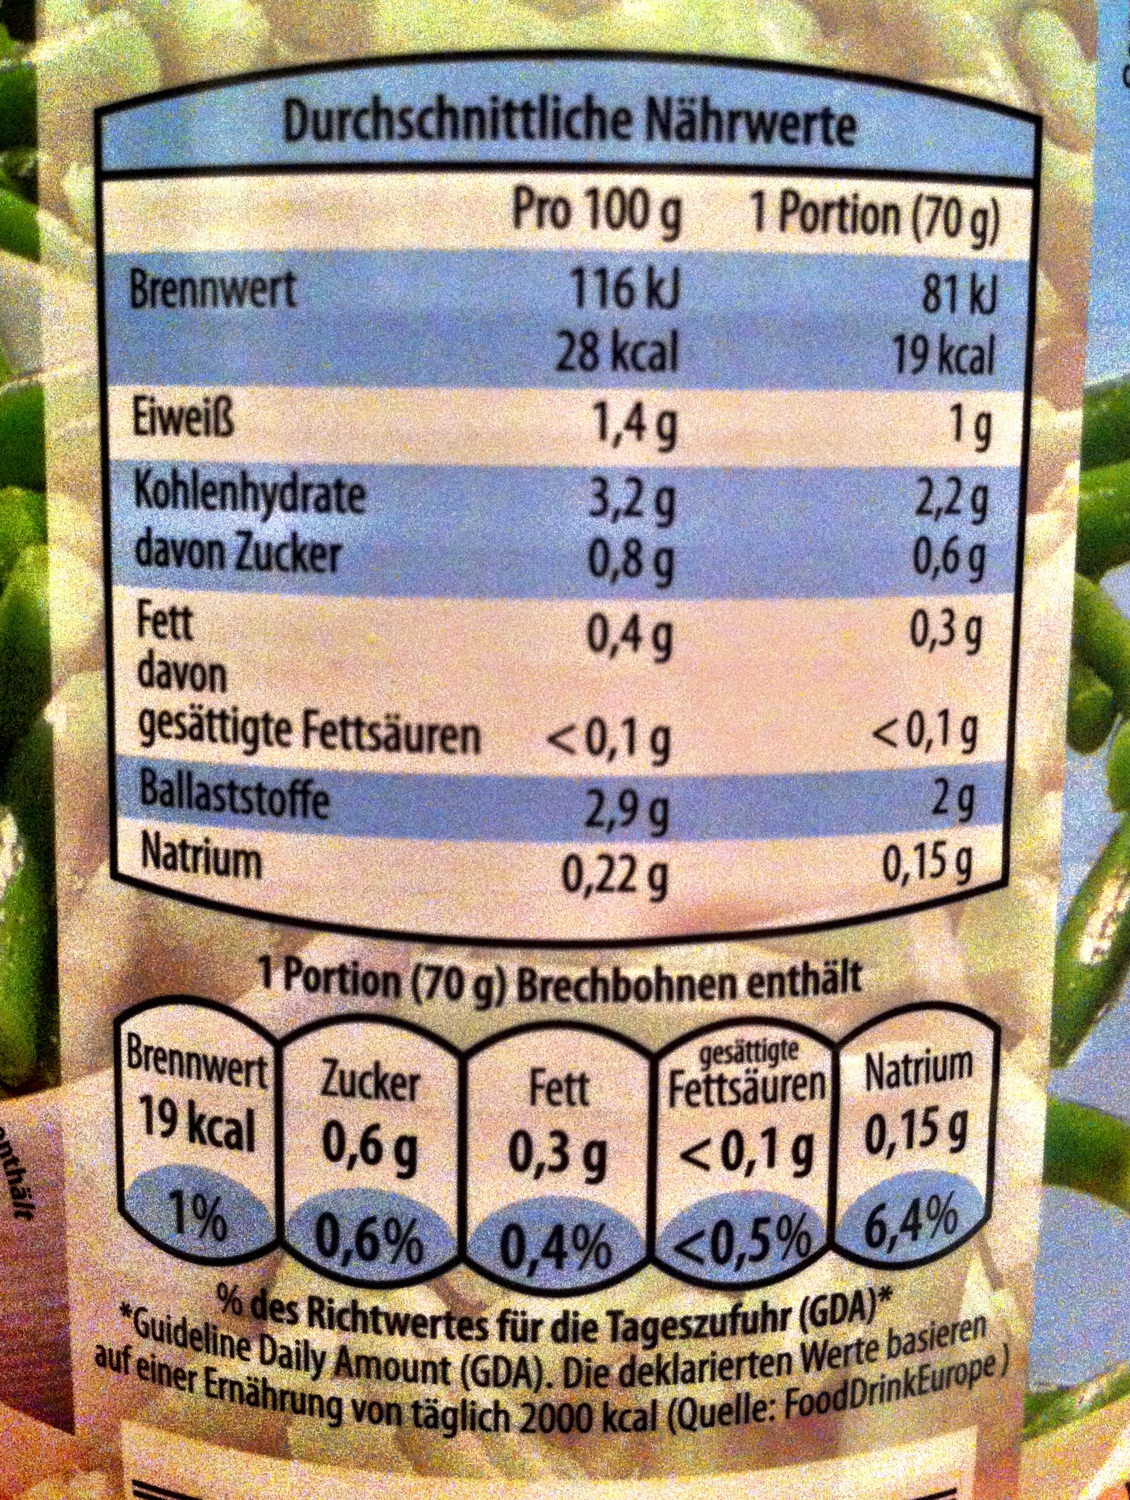 Durchschnittliche Nährwerte
Pro 100 g 1 Portion (70 g)
Brennwert 116 kJ 81 kJ
28 kcal 19 kcal
Eiweiß 1,4 g 1 g
Kohlenhydrate 3,2 g 2,2 g
davon Zucker 0,8 g 0,6 g
Fett 0,4 g 0,3 g
davon
gesättigte Fettsäuren <0,1 g <0,1 g
Ballaststoffe 2,9 g 2 g
Natrium 0,22 g 0,15 g
1 Portion (70 g) Brechbohnen enthält
Brennwert
19 kcal
1%
Zucker
0,6 g
0,6%
Fett
0,3 g
0,4%
gesättigte
Fettsäuren
<0,1 g
<0,5%
Natrium
0,15 g
6,4%
% des Richtwertes für die Tageszufuhr (GDA)*
*Guideline Daily Amount (GDA). Die deklarierten Werte basieren
auf einer Ernährung von täglich 2000 kcal (Quelle: FoodDrinkEurope)